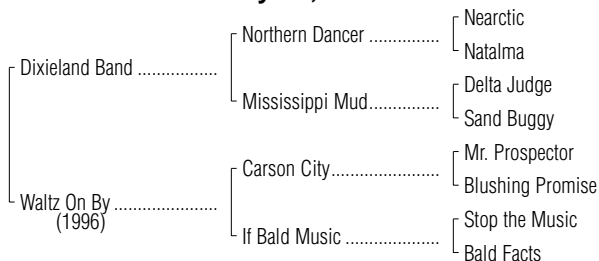 Nearctic
Northern Dancer ...............
Natalma
Dixieland Band .................
Delta Judge
Mississippi Mud...............
Sand Buggy
Mr. Prospector
Carson City.......................
Blushing Promise
Waltz On By ......................
(1996)
Stop the Music
If Bald Music ....................
Bald Facts